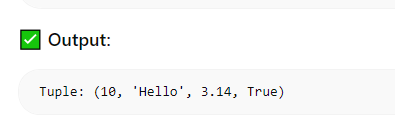 ✅ Output:
Tuple: (10, 'Hello', 3.14, True)